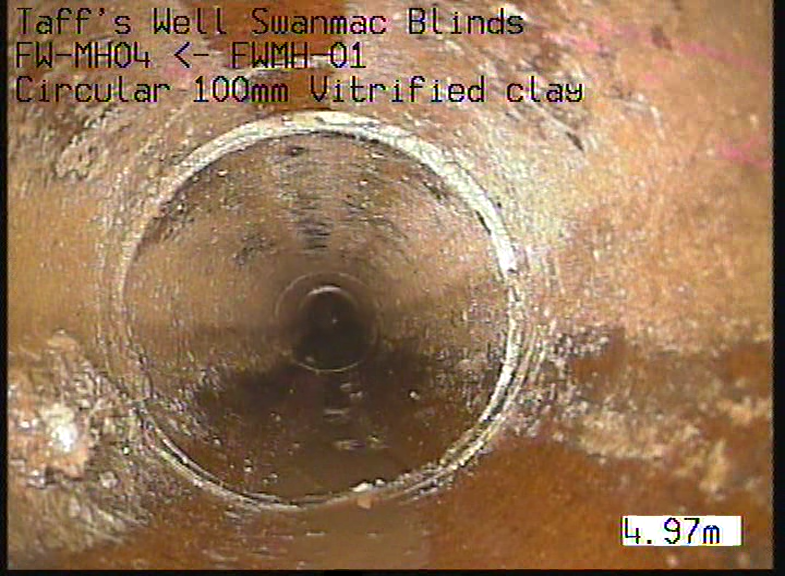 Taff's Well Swanmac Blinds
FW-MH04 <- FWMH-01
Circular 100mm Vitrified clay
4.97m